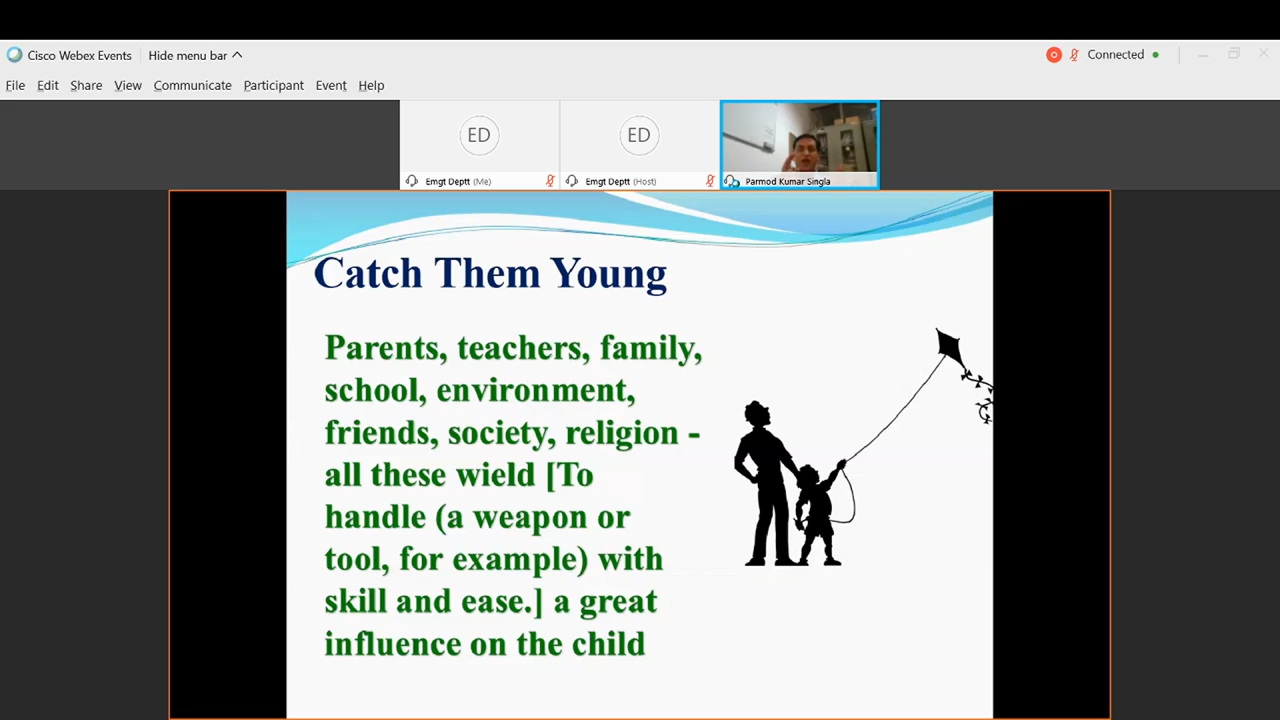 Cisco Webex Events Hide menu bar Connected
File Edit Share View Communicate Participant Event Help
ED ED
Emgt Deptt (Me) Emgt Deptt (Host) Parmod Kumar Singla
Catch Them Young
Parents, teachers, family,
school, environment,
friends, society, religion -
all these wield [To
handle (a weapon or
tool, for example) with
skill and ease.] a great
influence on the child